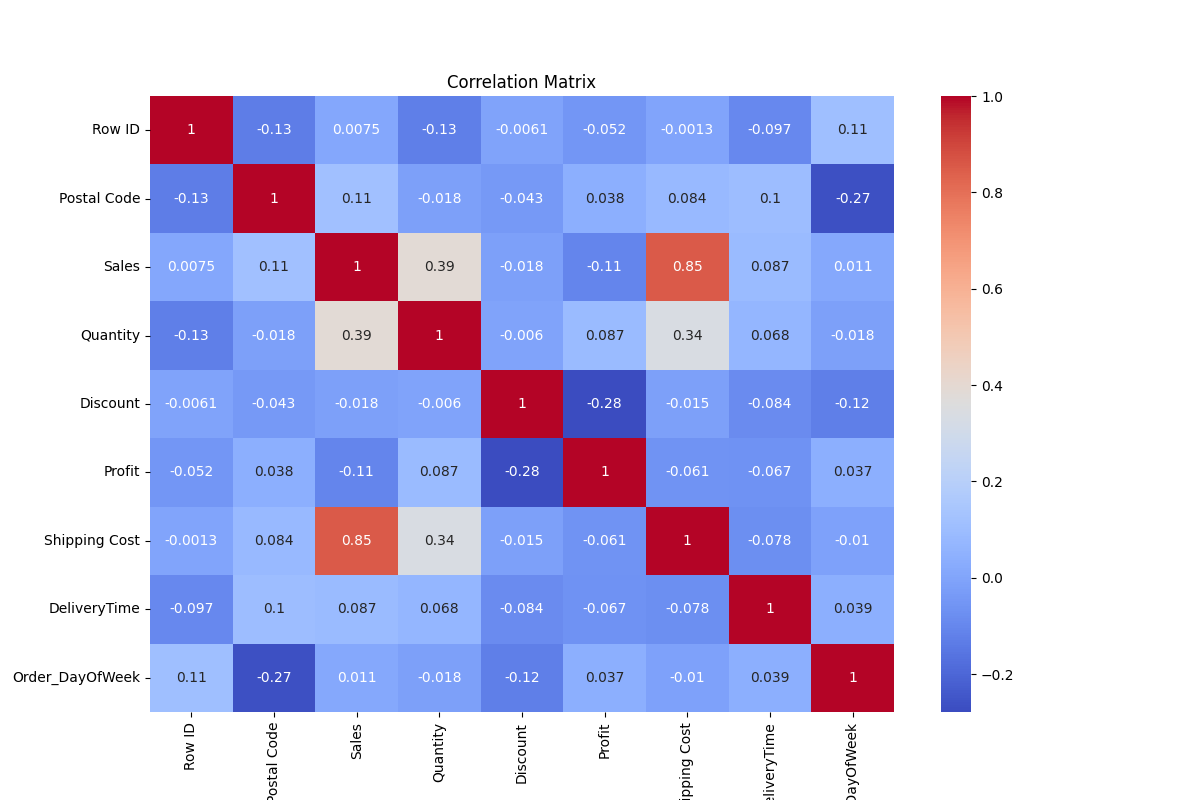 Correlation Matrix
Row ID 1 -0.13 0.0075 -0.13 -0.0061 -0.052 -0.0013 -0.097 0.11
Postal Code -0.13 1 0.11 -0.018 -0.043 0.038 0.084 0.1 -0.27
Sales 0.0075 0.11 1 0.39 -0.018 -0.11 0.85 0.087 0.011
Quantity -0.13 -0.018 0.39 1 -0.006 0.087 0.34 0.068 -0.018
Discount -0.0061 -0.043 -0.018 -0.006 1 -0.28 -0.015 -0.084 -0.12
Profit -0.052 0.038 -0.11 0.087 -0.28 1 -0.061 -0.067 0.037
Shipping Cost -0.0013 0.084 0.85 0.34 -0.015 -0.061 1 -0.078 -0.01
DeliveryTime -0.097 0.1 0.087 0.068 -0.084 -0.067 -0.078 1 0.039
Order_DayOfWeek 0.11 -0.27 0.011 -0.018 -0.12 0.037 -0.01 0.039 1
Row ID
Postal Code
Sales
Quantity
Discount
Profit
ipping Cost
eliveryTime
DayOfWeek
1.0
0.8
0.6
0.4
0.2
0.0
−0.2